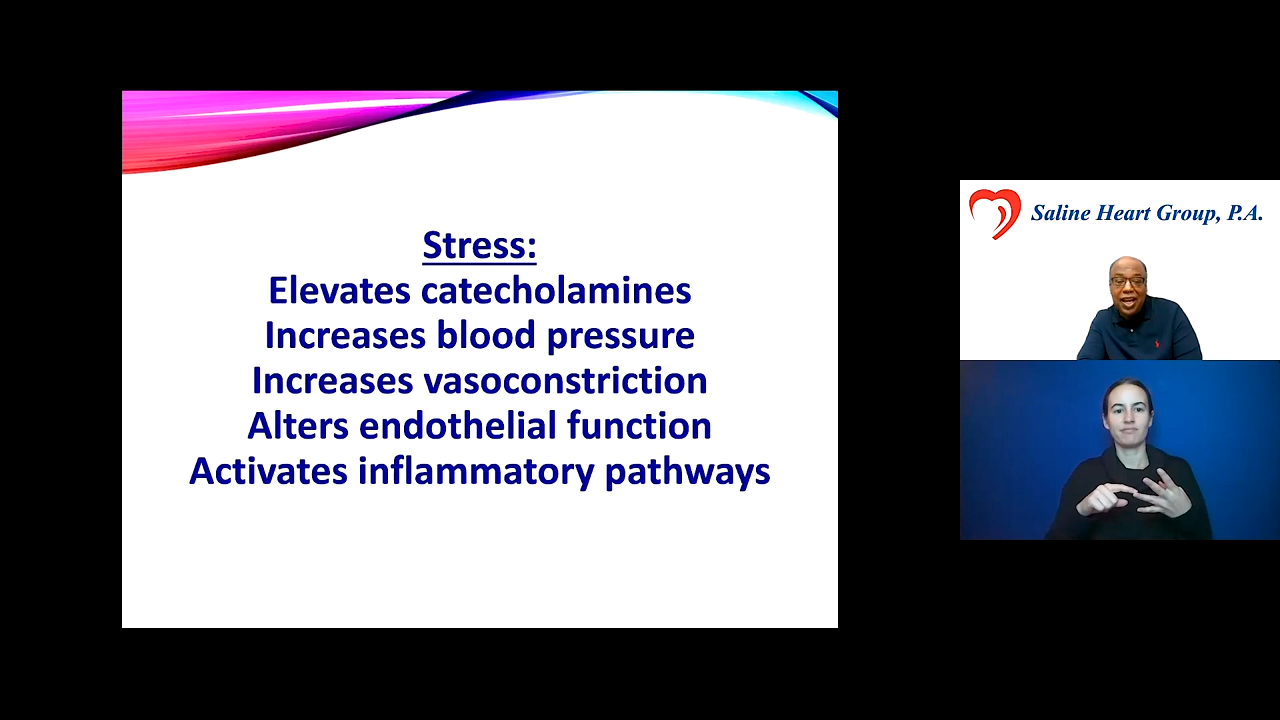 Stress:
Elevates catecholamines
Increases blood pressure
Increases vasoconstriction
Alters endothelial function
Activates inflammatory pathways
Saline Heart Group, P.A.